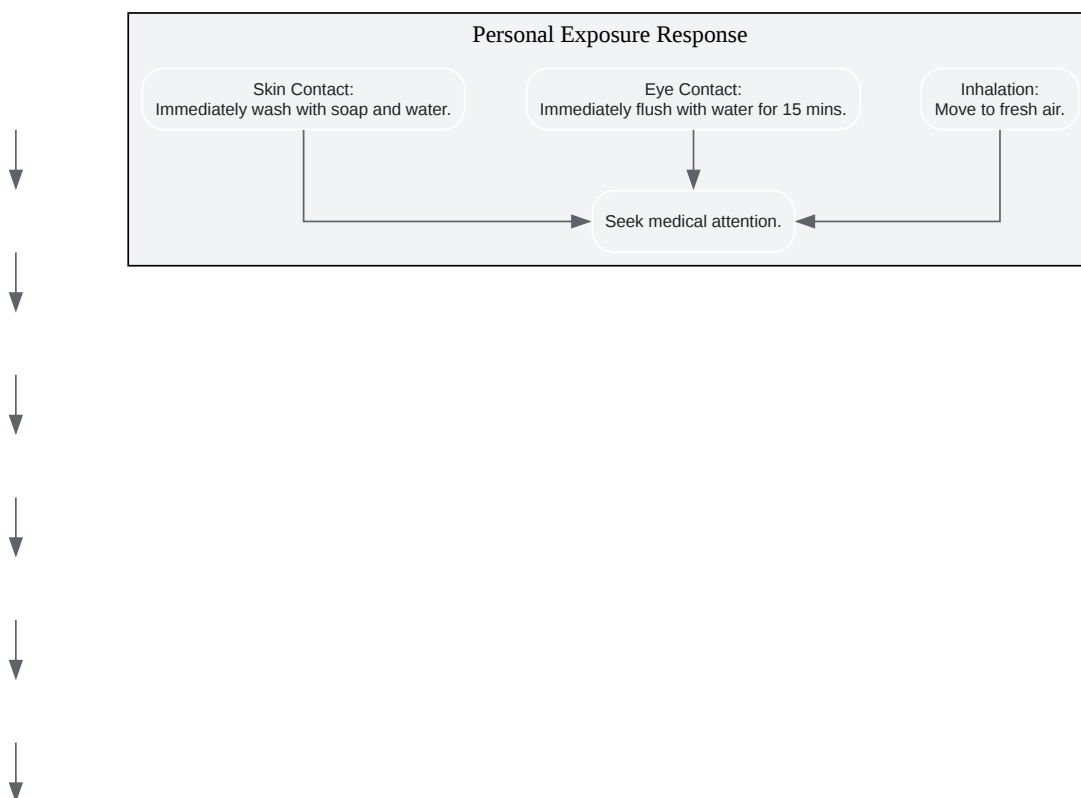 Personal Exposure Response
Skin Contact:
Immediately wash with soap and water.
Eye Contact:
Immediately flush with water for 15 mins.
Inhalation:
Move to fresh air.
Seek medical attention.